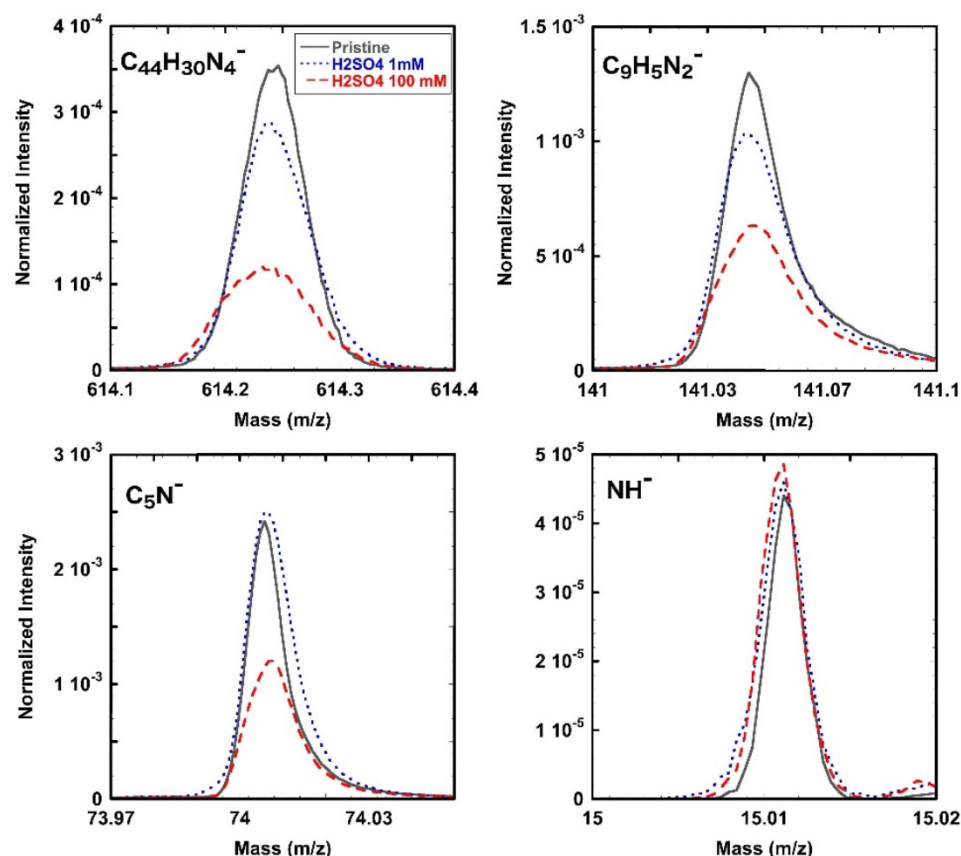 C₄₄H₃₀N₄⁻
Pristine
H2SO4 1mM
H2SO4 100 mM
4 10⁻⁴
3 10⁻⁴
2 10⁻⁴
1 10⁻⁴
0
Normalized Intensity
614.1 614.2 614.3 614.4
Mass (m/z)
C₉H₅N₂⁻
1.5 10⁻³
1 10⁻³
5 10⁻⁴
0
Normalized Intensity
141 141.03 141.07 141.1
Mass (m/z)
C₅N⁻
3 10⁻³
2 10⁻³
1 10⁻³
0
Normalized Intensity
73.97 74 74.03
Mass (m/z)
NH⁻
5 10⁻⁵
4 10⁻⁵
3 10⁻⁵
2 10⁻⁵
1 10⁻⁵
0
15 15.01 15.02
Mass (m/z)